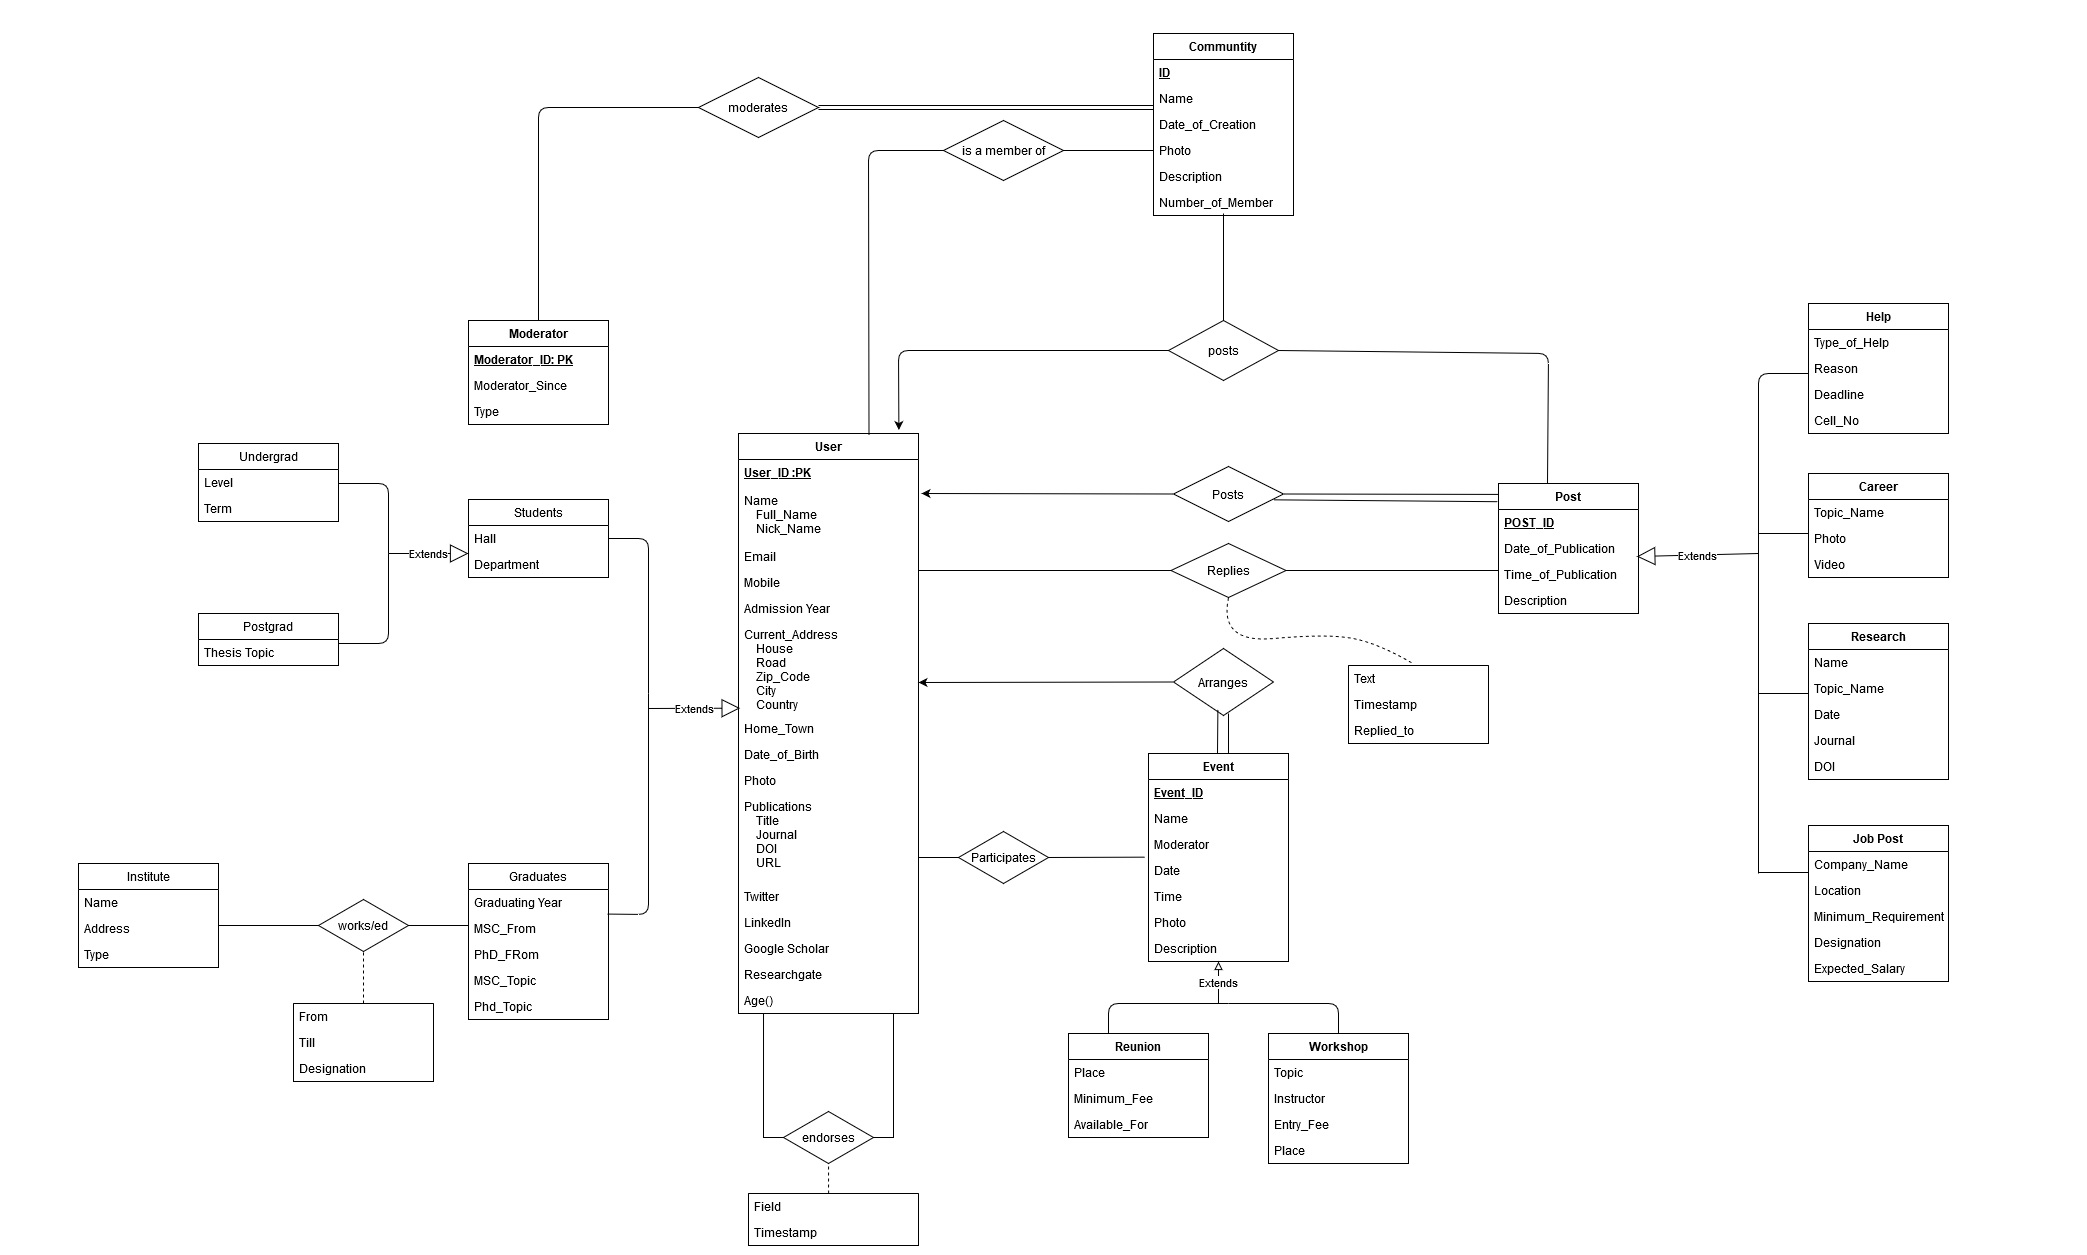 Communtity
ID
Name
Date_of_Creation
Photo
Description
Number_of_Member
moderates
is a member of
Moderator
Moderator_ID: PK
Moderator_Since
Type
posts
Help
Type_of_Help
Reason
Deadline
Cell_No
Undergrad
Level
Term
Students
Hall
Department
Extends
Postgrad
Thesis Topic
User
User_ID :PK
Name
Full_Name
Nick_Name
Email
Mobile
Admission Year
Current_Address
House
Road
Zip_Code
City
Country
Home_Town
Date_of_Birth
Photo
Publications
Title
Journal
DOI
URL
Twitter
LinkedIn
Google Scholar
Researchgate
Age()
Extends
Posts
Replies
Arranges
Post
POST_ID
Date_of_Publication
Time_of_Publication
Description
Extends
Career
Topic_Name
Photo
Video
Research
Name
Topic_Name
Date
Journal
DOI
Job Post
Company_Name
Location
Minimum_Requirement
Designation
Expected_Salary
Text
Timestamp
Replied_to
Event
Event_ID
Name
Moderator
Date
Time
Photo
Description
Participates
Extends
Reunion
Place
Minimum_Fee
Available_For
Workshop
Topic
Instructor
Entry_Fee
Place
Institute
Name
Address
Type
works/ed
From
Till
Designation
Graduates
Graduating Year
MSC_From
PhD_FRom
MSC_Topic
Phd_Topic
endorses
Field
Timestamp